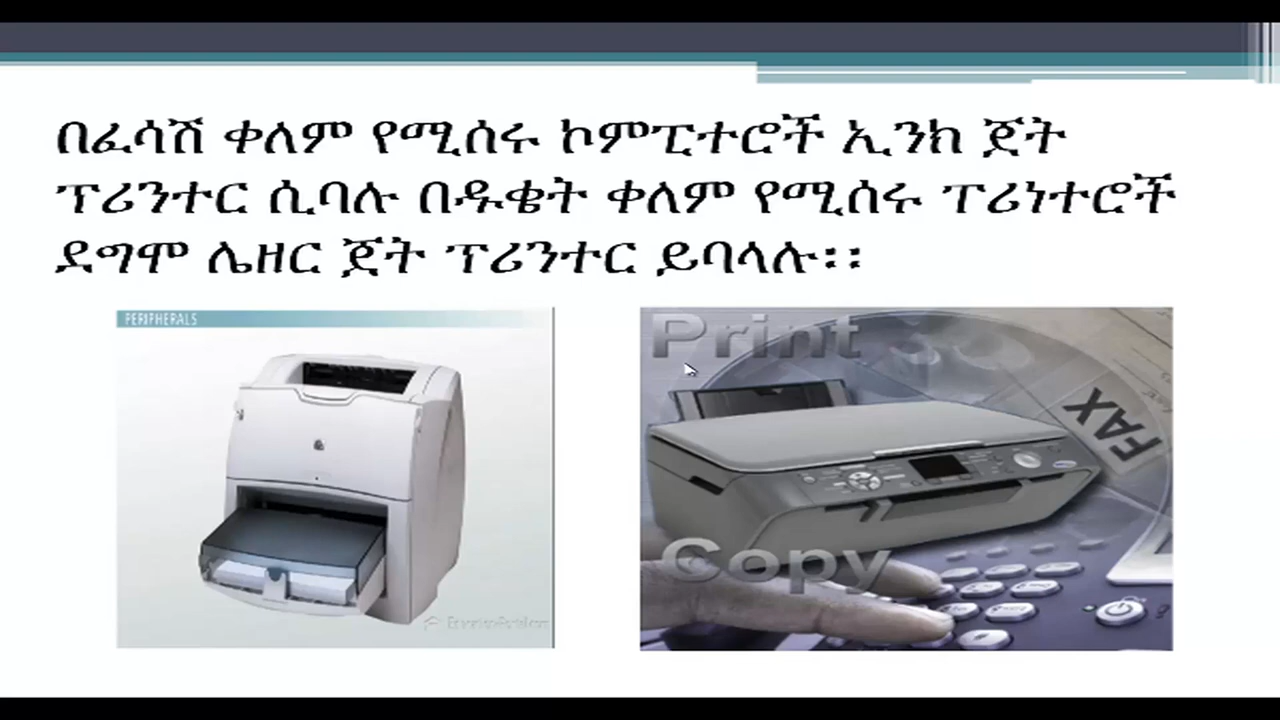 በፈሳሽ ቀለም የሚሰሩ ኮምፒተሮች ኢንክ ጀት
ፕሪንተር ሲባሉ በዱቄት ቀለም የሚሰሩ ፕሪነተሮች
ደግሞ ሌዘር ጀት ፕሪንተር ይባላሉ፡፡
PERIPHERALS
Print
FAX
Copy